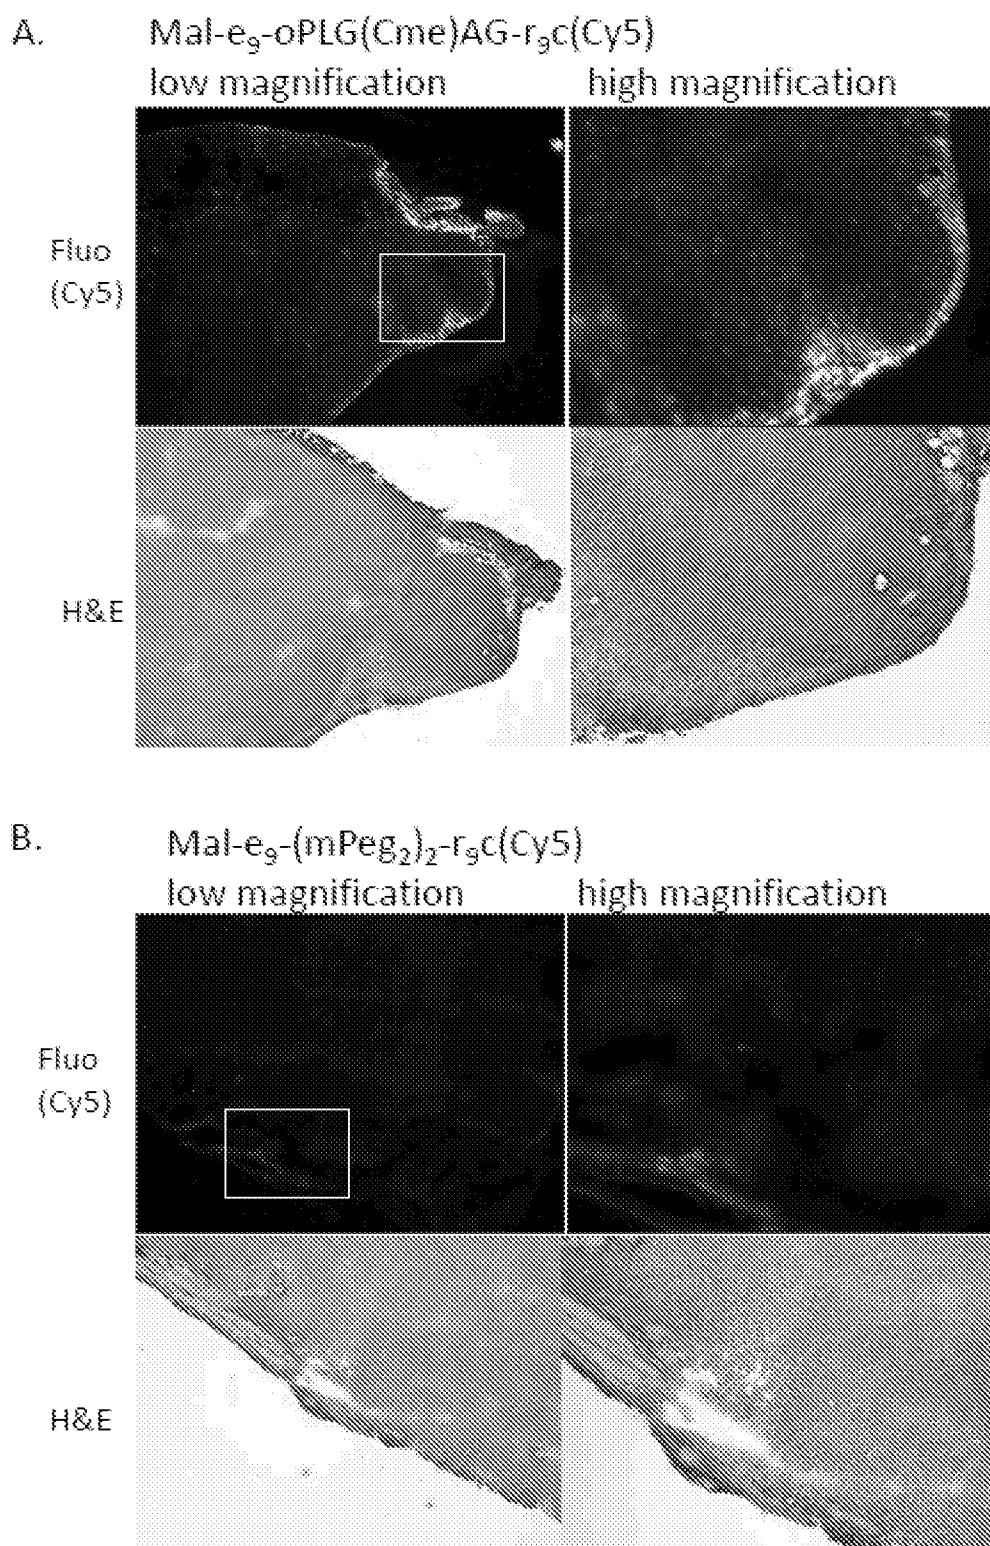 A. Mal-e₉-oPLG(Cme)AG-r₉c(Cy5)
low magnification high magnification
Fluo
(Cy5)
H&E
B. Mal-e₉-(mPeg₂)₂-r₉c(Cy5)
low magnification high magnification
Fluo
(Cy5)
H&E